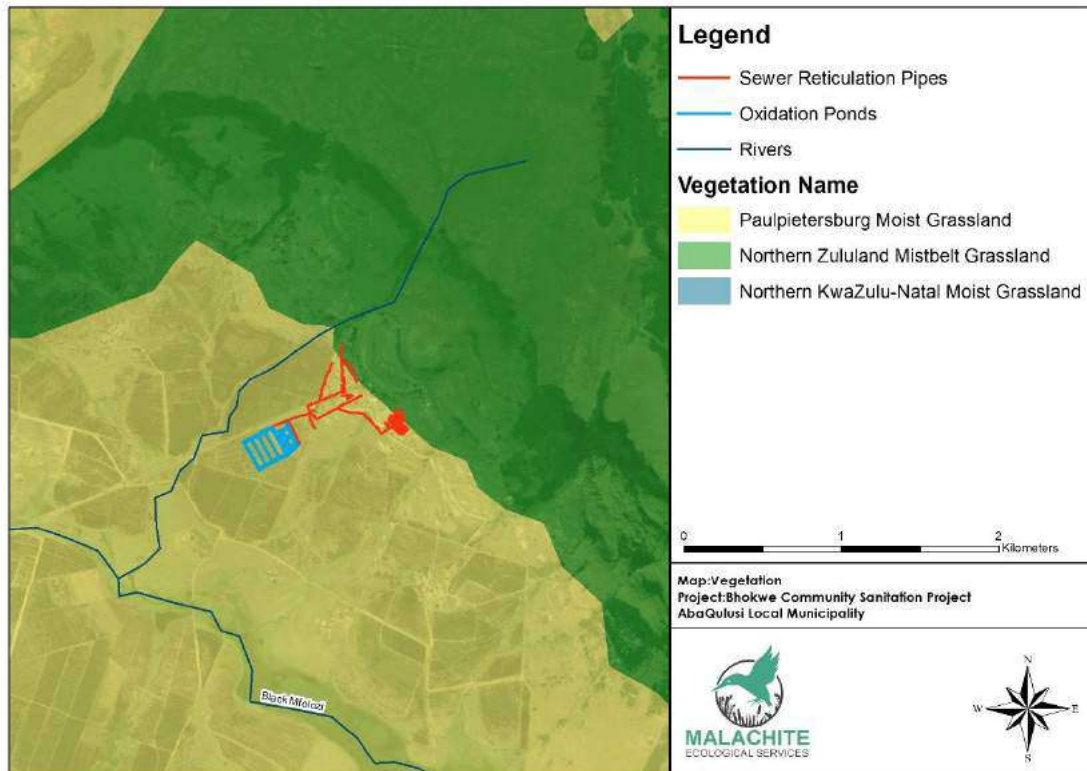 Legend
Sewer Reticulation Pipes
Oxidation Ponds
Rivers
Vegetation Name
Paulpietersburg Moist Grassland
Northern Zululand Mistbelt Grassland
Northern KwaZulu-Natal Moist Grassland
0 1 2
Kilometers
Map:Vegetation
Project:Bhokwe Community Sanitation Project
AbaQulusi Local Municipality
MALACHITE
ECOLOGICAL SERVICES
N
W E
S
Black Mfolozi